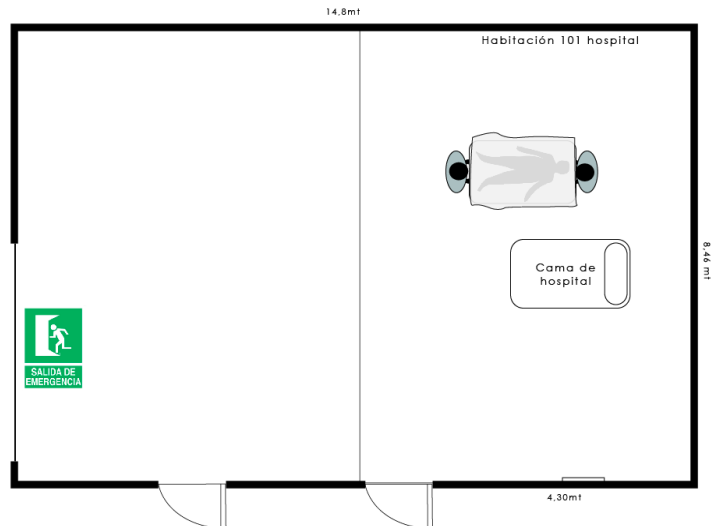 14,8mt
Habitación 101 hospital
8,46 mt
Cama de
hospital
SALIDA DE
EMERGENCIA
4,30mt